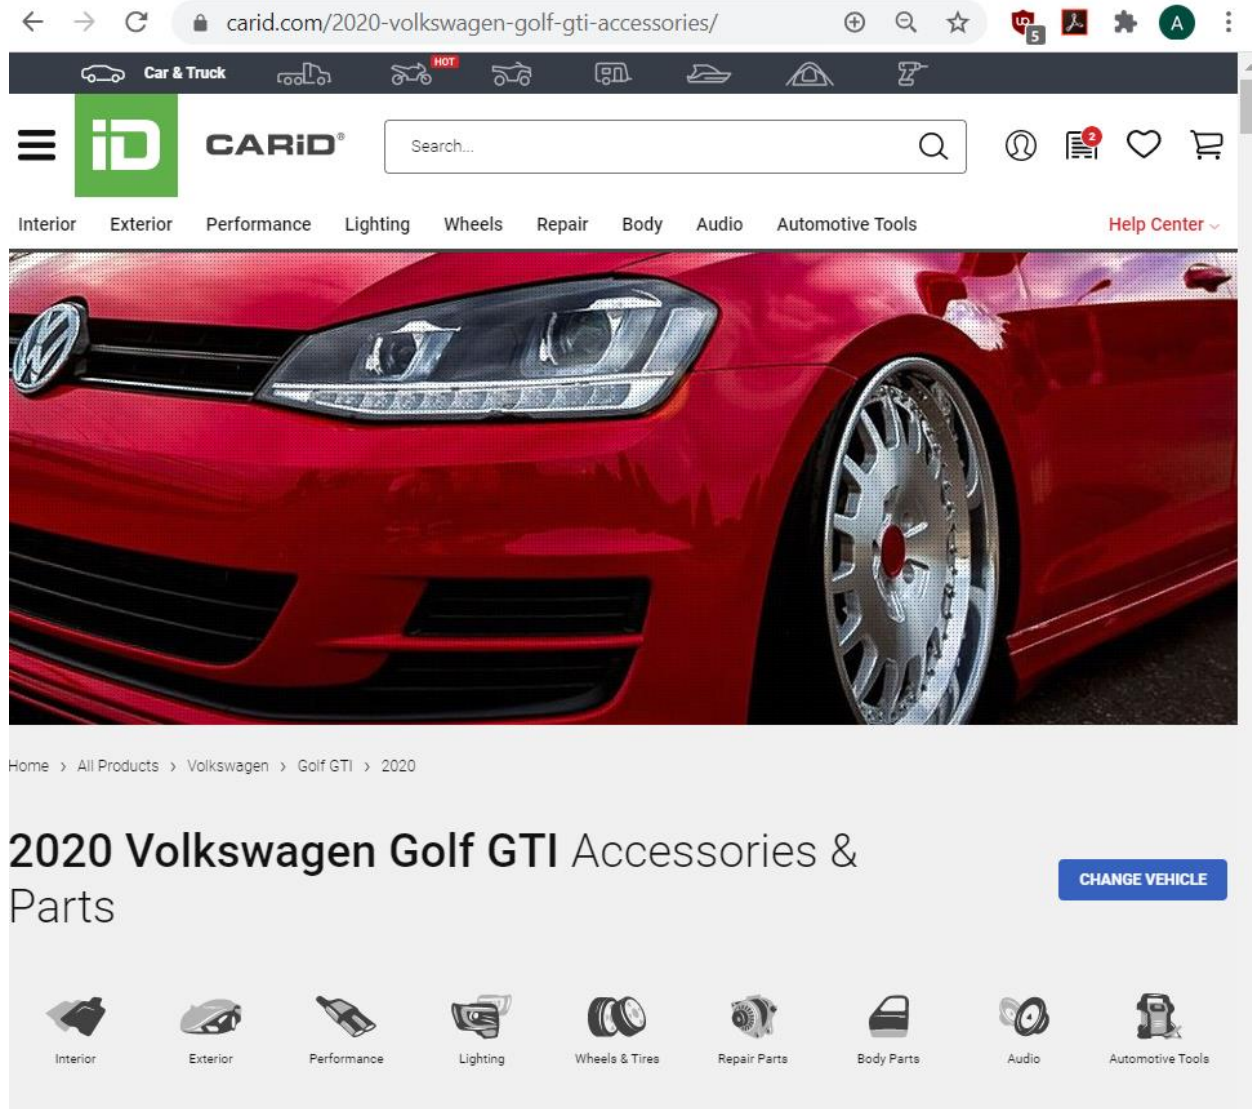 carid.com/2020-volkswagen-golf-gti-accessories/
5
A
Car & Truck
HOT
iD
CARiD®
Search...
2
Interior Exterior Performance Lighting Wheels Repair Body Audio Automotive Tools Help Center
Home > All Products > Volkswagen > Golf GTI > 2020
2020 Volkswagen Golf GTI Accessories &
Parts
CHANGE VEHICLE
Interior Exterior Performance Lighting Wheels & Tires Repair Parts Body Parts Audio Automotive Tools